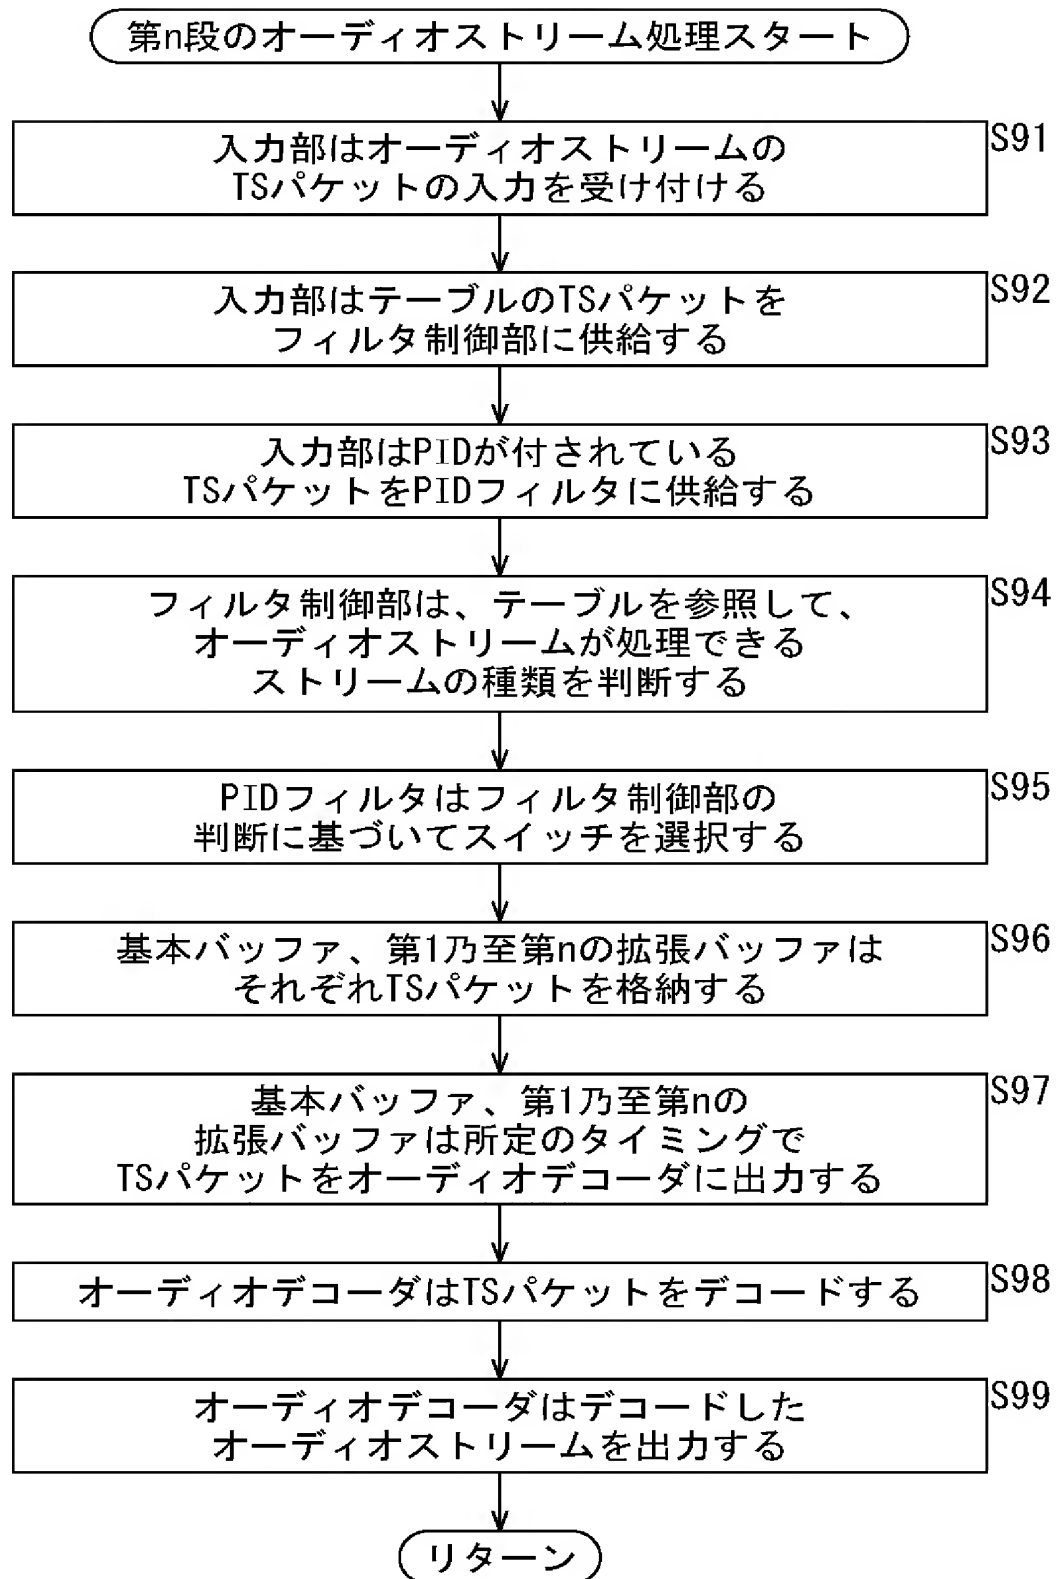 第n段のオーディオストリーム処理スタート
S91
入力部はオーディオストリームの
TSパケットの入力を受け付ける
S92
入力部はテーブルのTSパケットを
フィルタ制御部に供給する
S93
入力部はPIDが付されている
TSパケットをPIDフィルタに供給する
S94
フィルタ制御部は、テーブルを参照して、
オーディオストリームが処理できる
ストリームの種類を判断する
S95
PIDフィルタはフィルタ制御部の
判断に基づいてスイッチを選択する
S96
基本バッファ、第1乃至第nの拡張バッファは
それぞれTSパケットを格納する
S97
基本バッファ、第1乃至第nの
拡張バッファは所定のタイミングで
TSパケットをオーディオデコーダに出力する
S98
オーディオデコーダはTSパケットをデコードする
S99
オーディオデコーダはデコードした
オーディオストリームを出力する
リターン